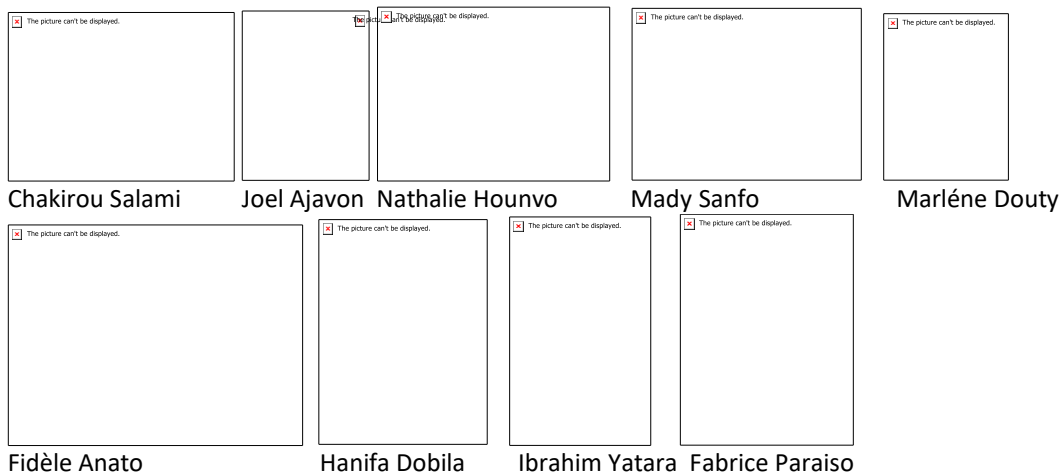 The picture can't be displayed.
The picture can't be displayed.
The picture can't be displayed.
The picture can't be displayed.
The picture can't be displayed.
Chakirou Salami
Joel Ajavon
Nathalie Hounvo
Mady Sanfo
Marléne Douty
The picture can't be displayed.
The picture can't be displayed.
The picture can't be displayed.
The picture can't be displayed.
Fidèle Anato
Hanifa Dobila
Ibrahim Yatara
Fabrice Paraiso